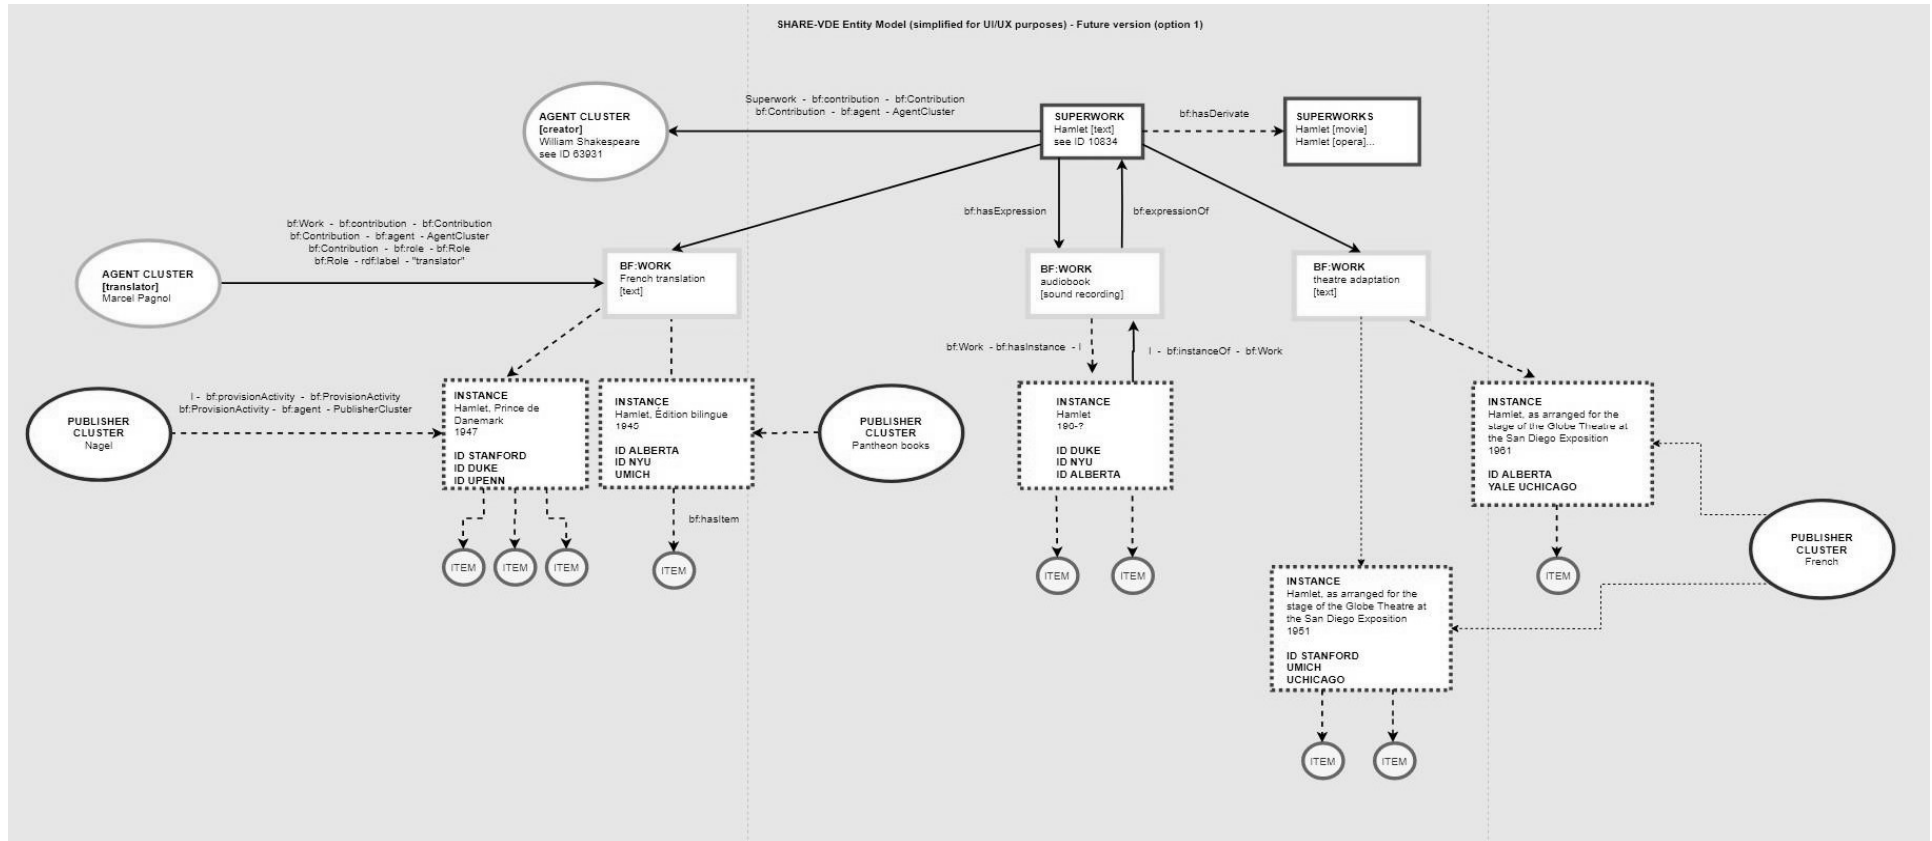 SHARE-VDE Entity Model (simplified for UI/UX purposes) - Future version (option 1)
AGENT CLUSTER
[creator]
William Shakespeare
see ID 63931
Superwork - bf:contribution - bf:Contribution
bf:Contribution - bf:agent - AgentCluster
SUPERWORK
Hamlet [text]
see ID 10834
bf:hasDerivate
SUPERWORKS
Hamlet [movie]
Hamlet [opera]...
bf:Work - bf:contribution - bf:Contribution
bf:Contribution - bf:agent - AgentCluster
bf:Contribution - bf:role - bf:Role
bf:Role - rdf:label - "translator"
bf:hasExpression
bf:expressionOf
AGENT CLUSTER
[translator]
Marcel Pagnol
BF:WORK
French translation
[text]
BF:WORK
audiobook
[sound recording]
BF:WORK
theatre adaptation
[text]
bf:Work - bf:hasInstance - I
I - bf:instanceOf - bf:Work
PUBLISHER
CLUSTER
Nagel
I - bf:provisionActivity - bf:ProvisionActivity
bf:ProvisionActivity - bf:agent - PublisherCluster
INSTANCE
Hamlet, Prince de
Danemark
1947
ID STANFORD
ID DUKE
ID UPENN
INSTANCE
Hamlet, Édition bilingue
1945
ID ALBERTA
ID NYU
UMICH
PUBLISHER
CLUSTER
Pantheon books
INSTANCE
Hamlet
190-?
ID DUKE
ID NYU
ID ALBERTA
INSTANCE
Hamlet, as arranged for the
stage of the Globe Theatre at
the San Diego Exposition
1961
ID ALBERTA
YALE UCHICAGO
bf:hasItem
ITEM
ITEM
ITEM
ITEM
ITEM
ITEM
ITEM
PUBLISHER
CLUSTER
French
INSTANCE
Hamlet, as arranged for the
stage of the Globe Theatre at
the San Diego Exposition
1951
ID STANFORD
UMICH
UCHICAGO
ITEM
ITEM